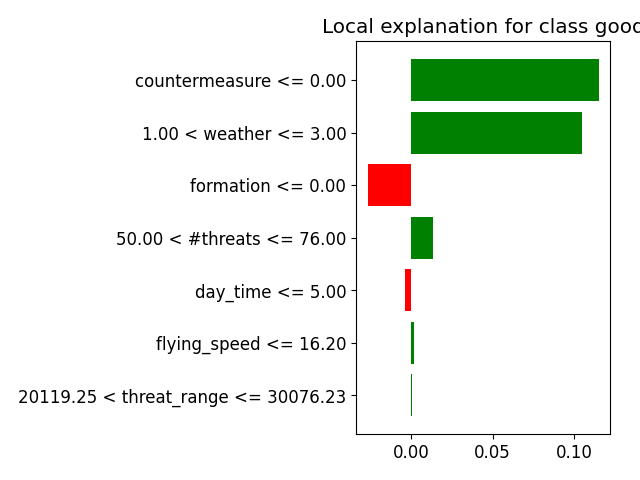 Local explanation for class good
countermeasure <= 0.00
1.00 < weather <= 3.00
formation <= 0.00
50.00 < #threats <= 76.00
day_time <= 5.00
flying_speed <= 16.20
20119.25 < threat_range <= 30076.23
0.00 0.05 0.10